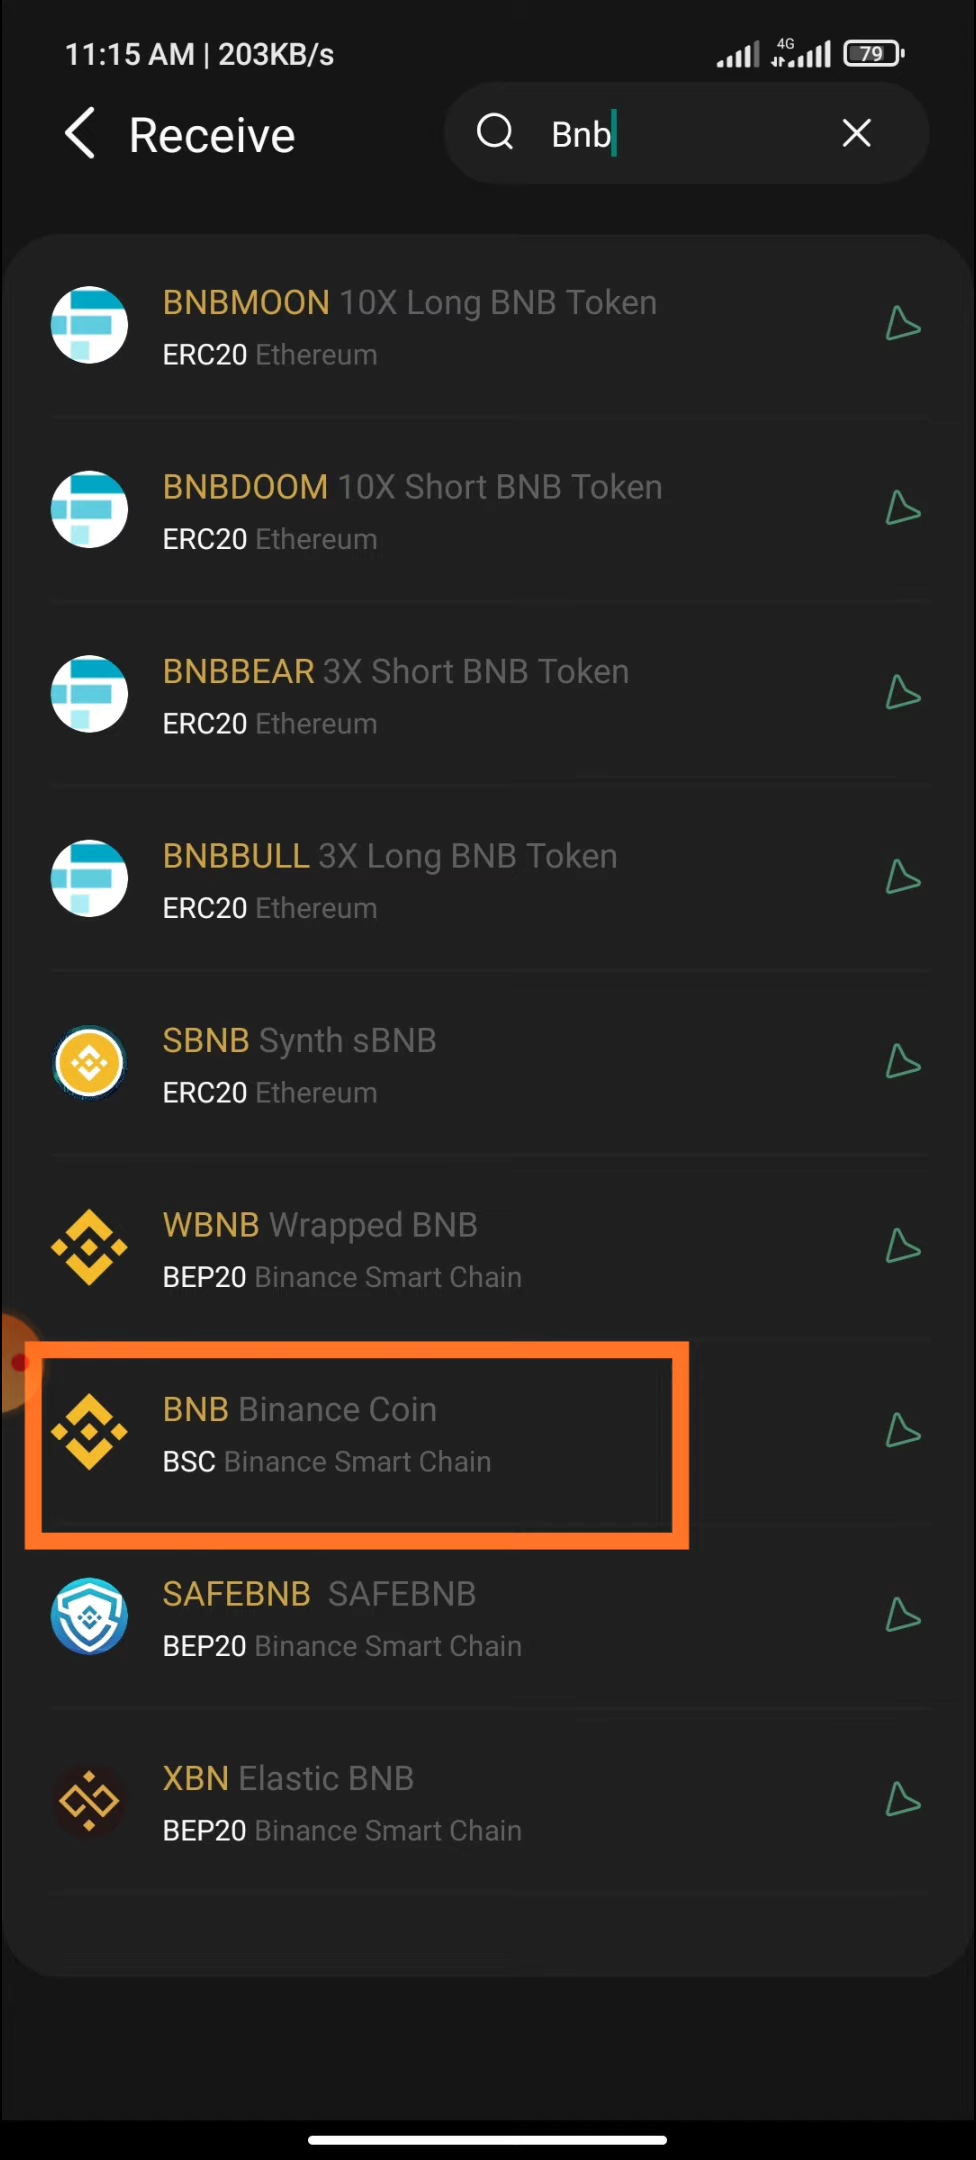 11:15 AM | 203KB/s
4G
79
Receive
Bnb
BNBMOON 10X Long BNB Token
ERC20 Ethereum
BNBDOOM 10X Short BNB Token
ERC20 Ethereum
BNBBEAR 3X Short BNB Token
ERC20 Ethereum
BNBBULL 3X Long BNB Token
ERC20 Ethereum
SBNB Synth sBNB
ERC20 Ethereum
WBNB Wrapped BNB
BEP20 Binance Smart Chain
BNB Binance Coin
BSC Binance Smart Chain
SAFEBNB SAFEBNB
BEP20 Binance Smart Chain
XBN Elastic BNB
BEP20 Binance Smart Chain